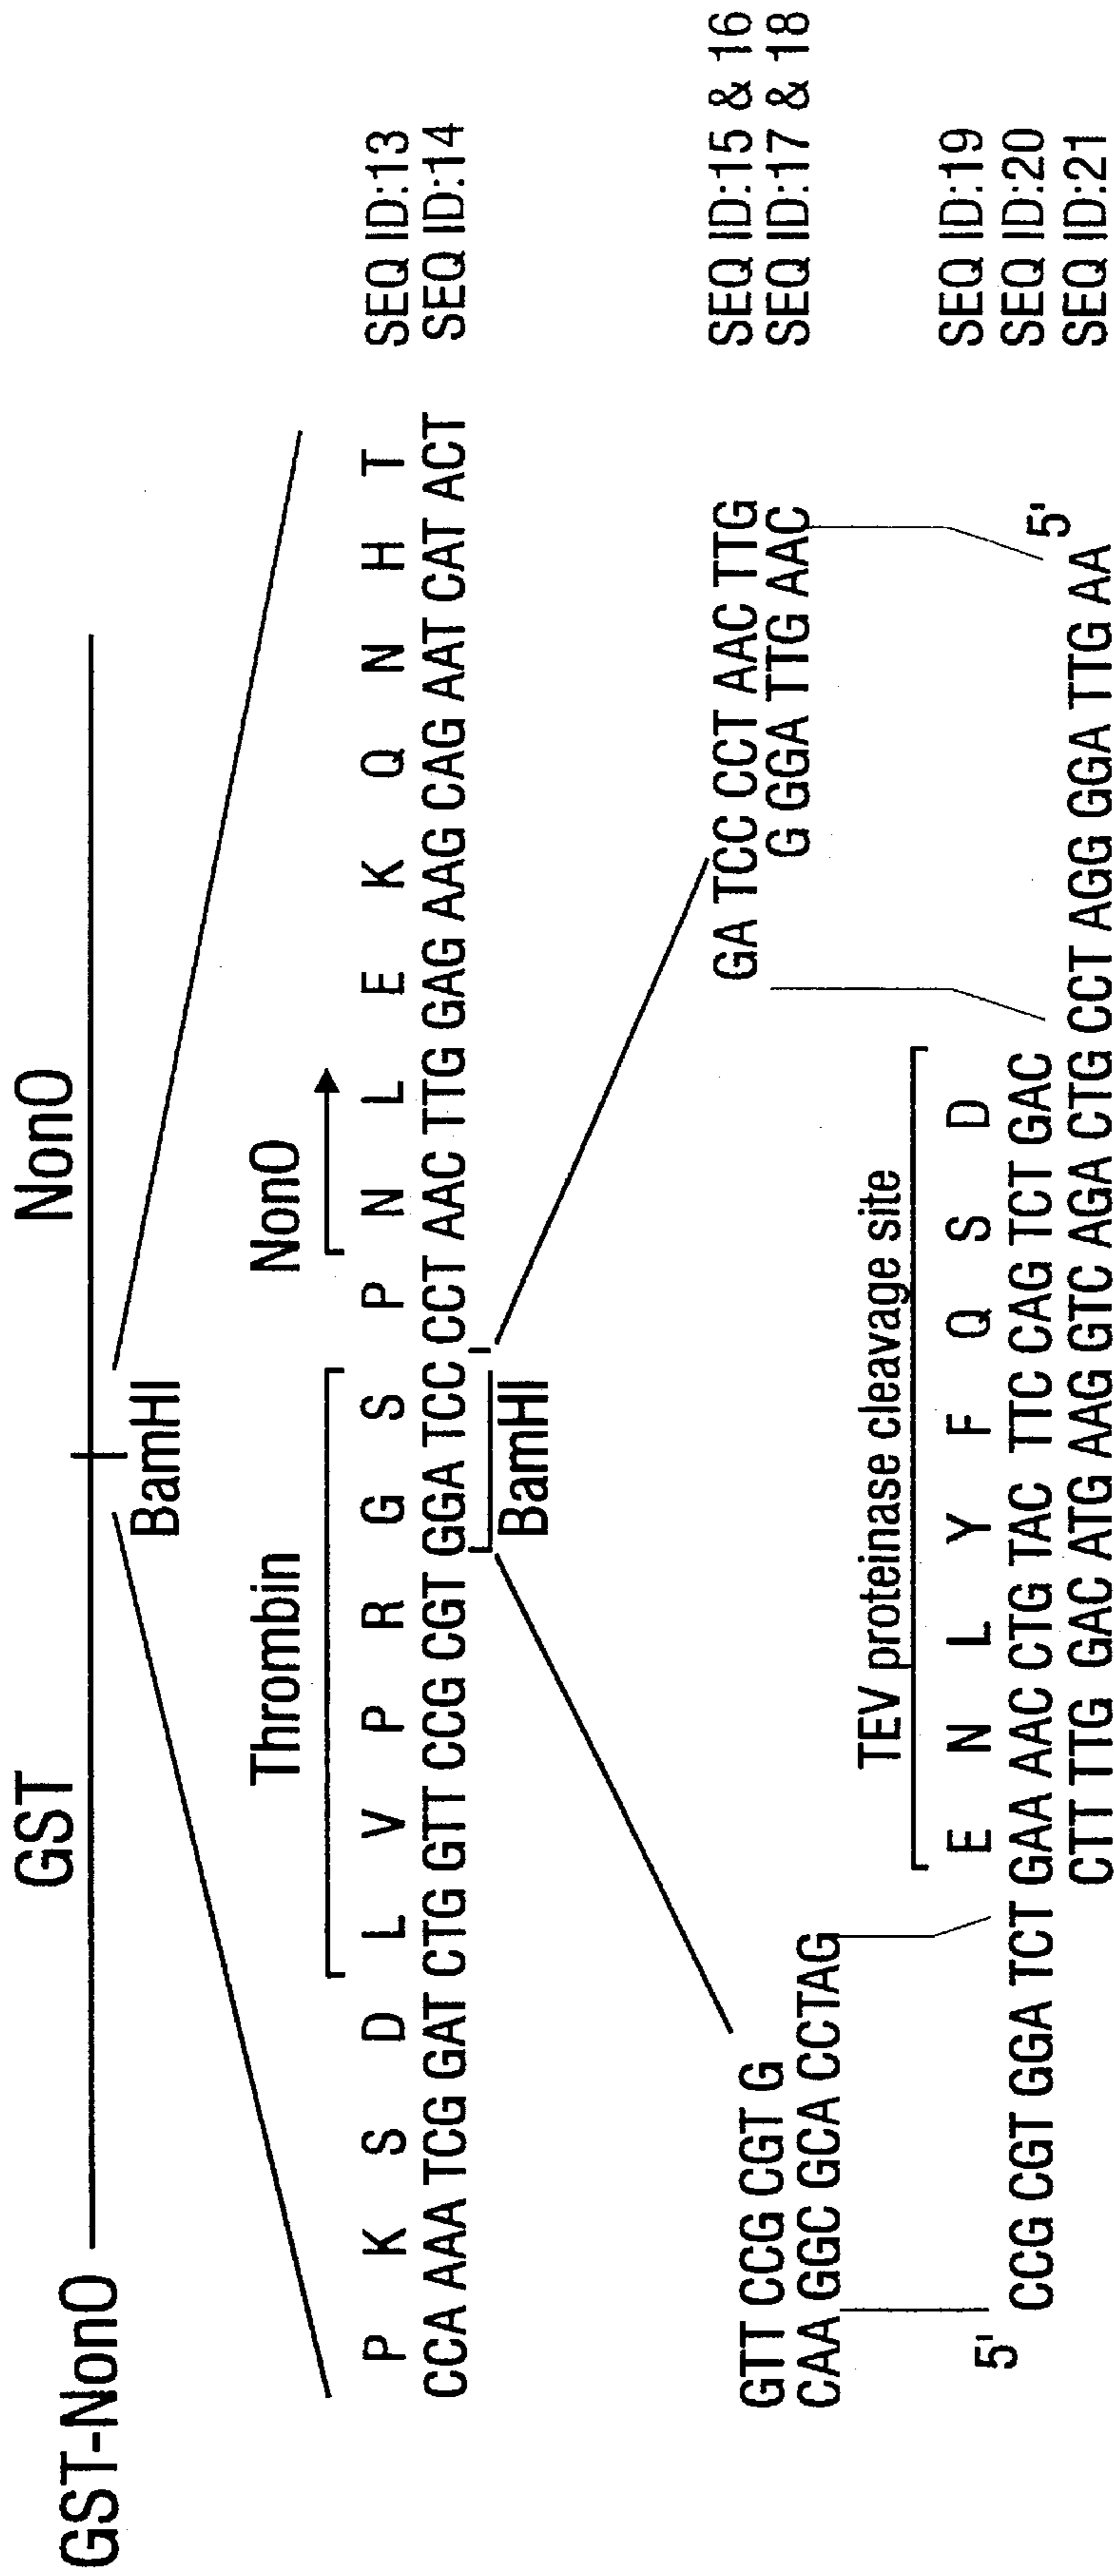 GST-NonO
GST
NonO
BamHI
Thrombin
NonO
P K S D L V P R G S P N L E K Q N H T SEQ ID:13
CCA AAA TCG GAT CTG GTT CCG CGT GGA TCC CCT AAC TTG GAG AAG CAG AAT CAT ACT SEQ ID:14
BamHI
GTT CCG CGT G GA TCC CCT AAC TTG SEQ ID:15 & 16
CAA GGC GCA CCTAG G GGA TTG AAC SEQ ID:17 & 18
TEV proteinase cleavage site
E N L Y F Q S D SEQ ID:19
5' CCG CGT GGA TCT GAA AAC CTG TAC TTC CAG TCT GAC SEQ ID:20
CTT TTG GAC ATG AAG GTC AGA CTG CCT AGG GGA TTG AA 5' SEQ ID:21